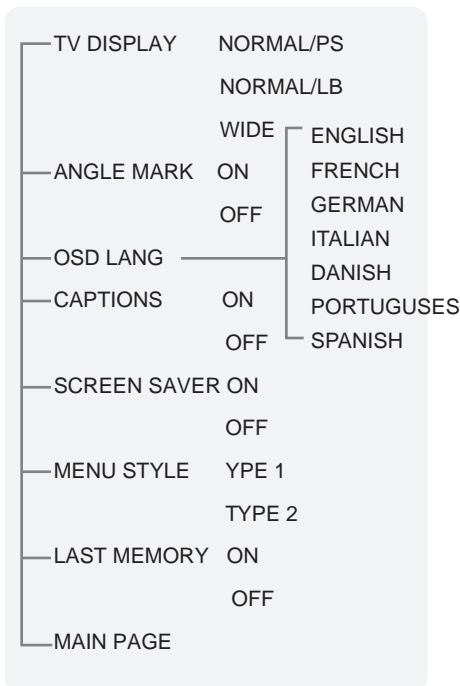 TV DISPLAY NORMAL/PS
NORMAL/LB
WIDE
ENGLISH
FRENCH
GERMAN
ITALIAN
DANISH
PORTUGUSES
SPANISH
ANGLE MARK ON
OFF
OSD LANG
CAPTIONS ON
OFF
SCREEN SAVER ON
OFF
MENU STYLE YPE 1
TYPE 2
LAST MEMORY ON
OFF
MAIN PAGE